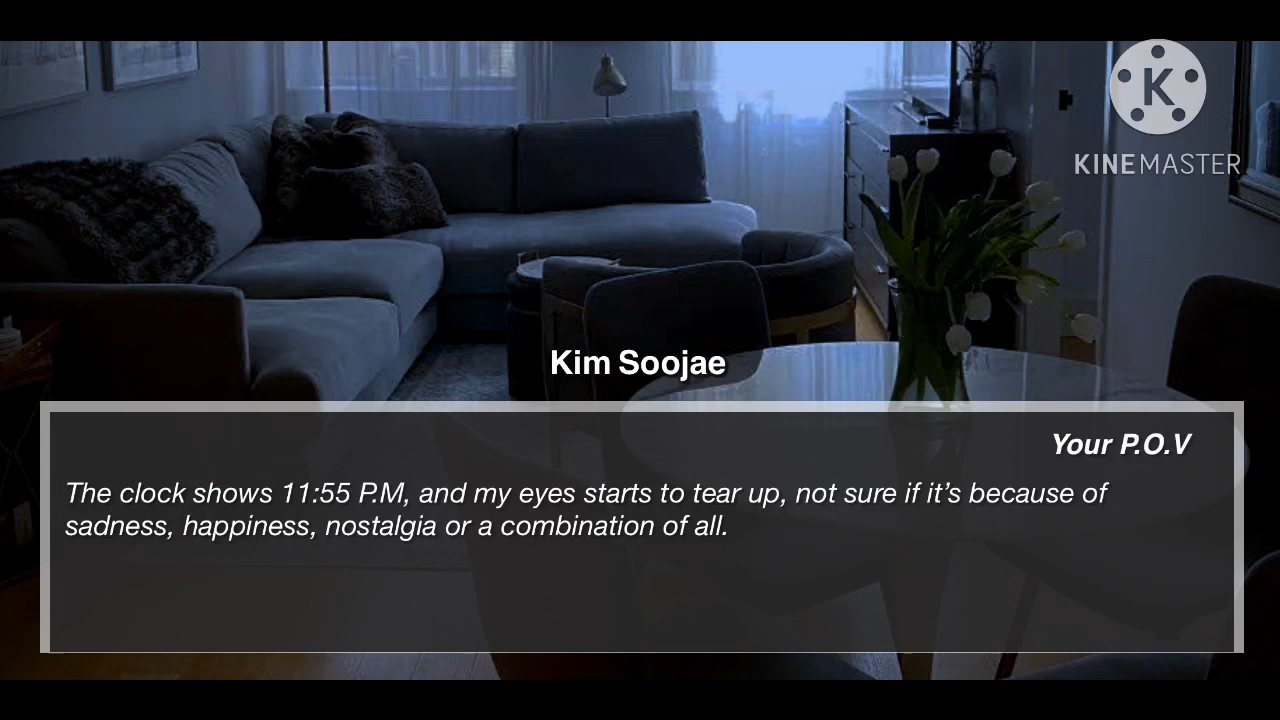 K
KINEMASTER
Kim Soojae
Your P.O.V
The clock shows 11:55 P.M, and my eyes starts to tear up, not sure if it’s because of
sadness, happiness, nostalgia or a combination of all.